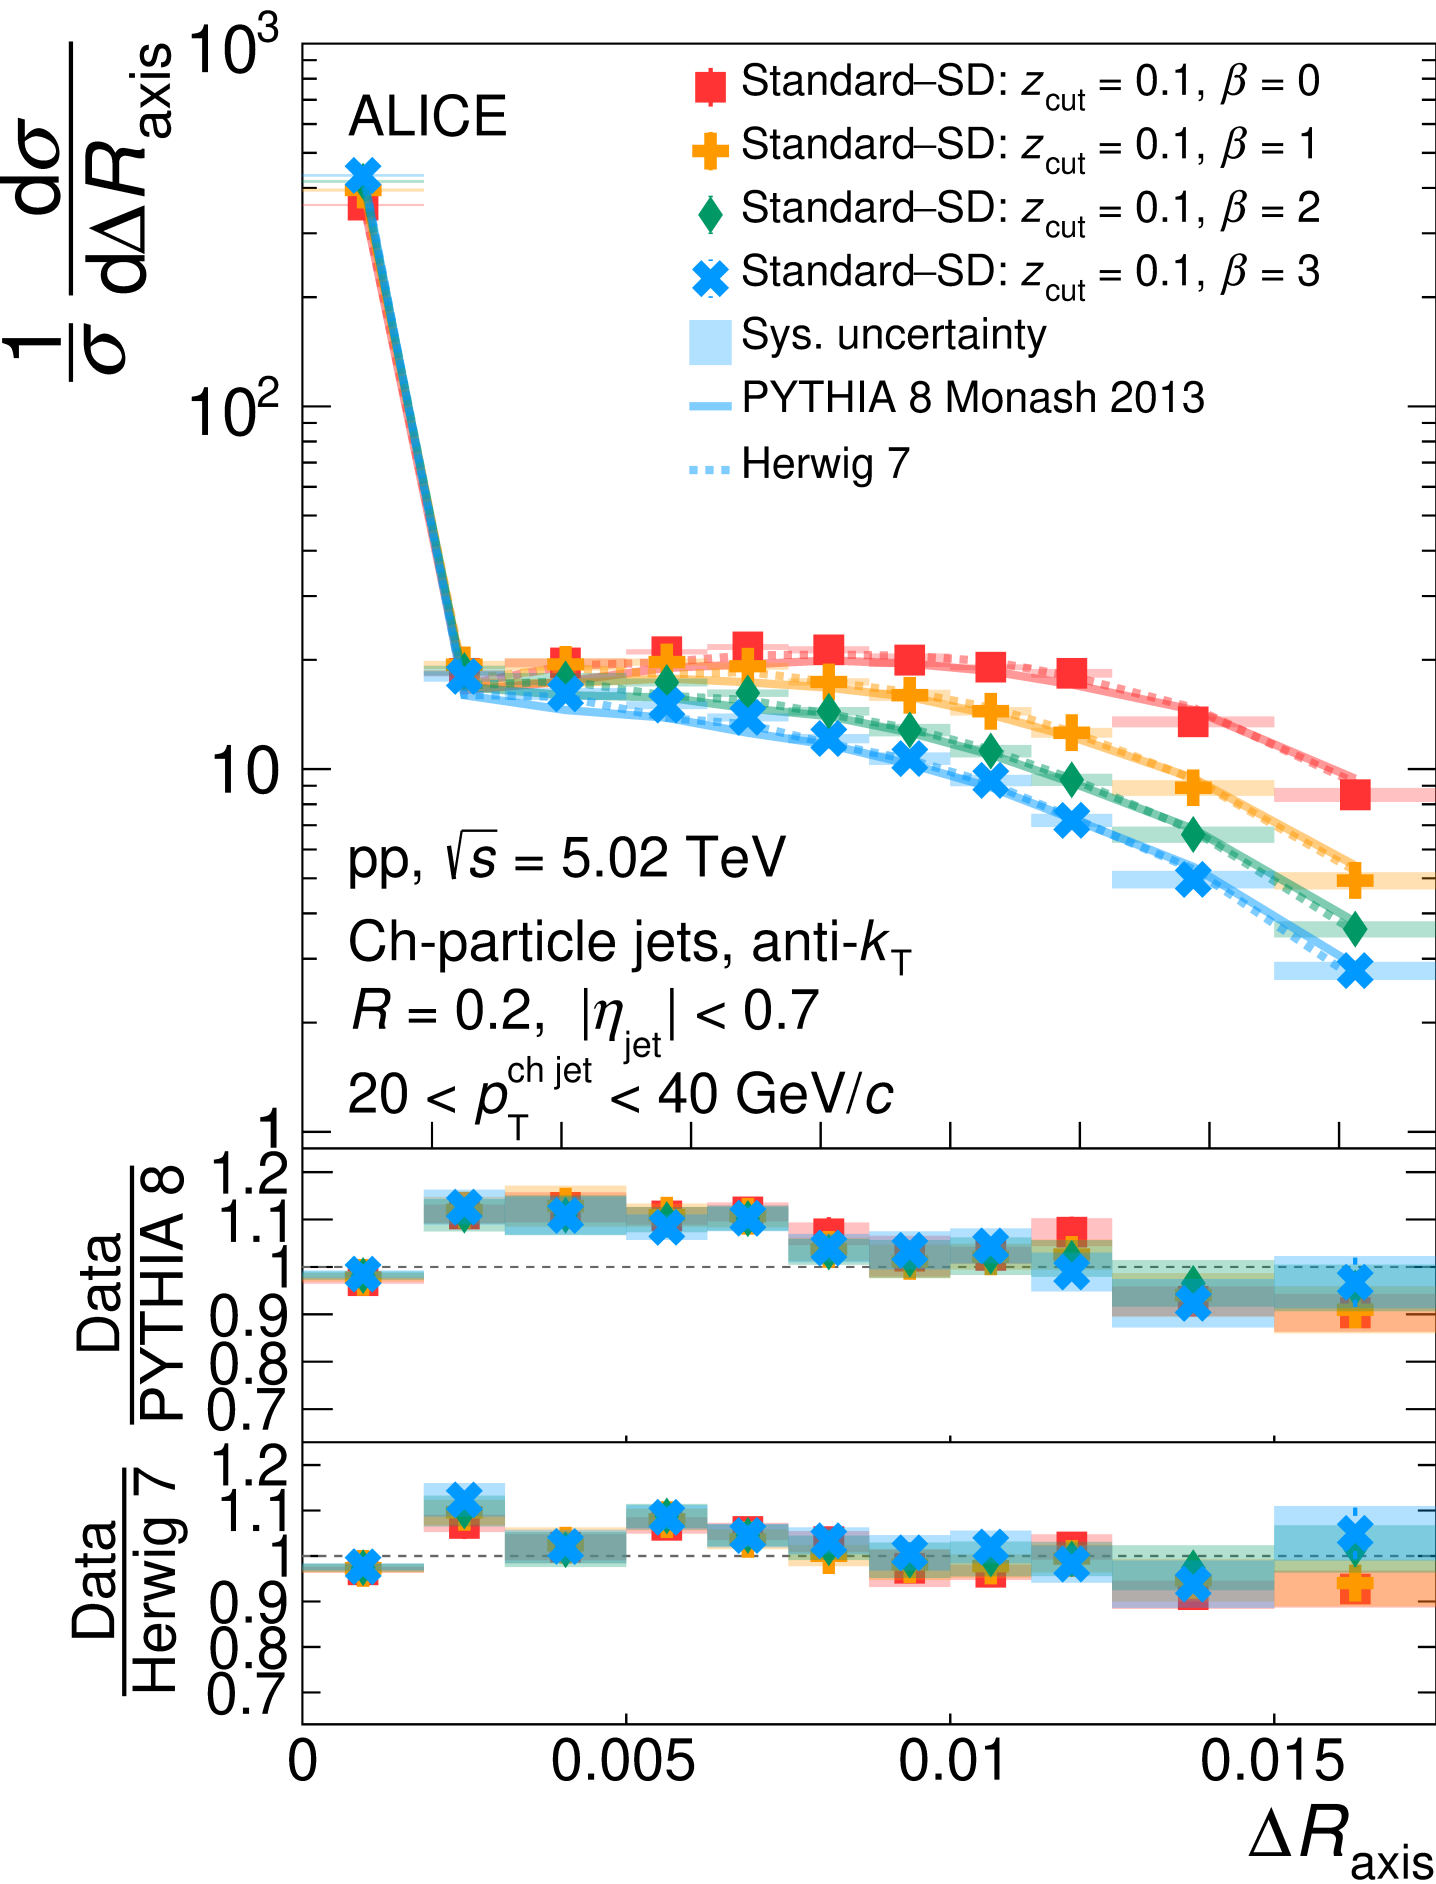 1/σ dσ/dΔR_axis
10³
10²
10
1
ALICE
Standard–SD: z_cut = 0.1, β = 0
Standard–SD: z_cut = 0.1, β = 1
Standard–SD: z_cut = 0.1, β = 2
Standard–SD: z_cut = 0.1, β = 3
Sys. uncertainty
PYTHIA 8 Monash 2013
Herwig 7
pp, √s = 5.02 TeV
Ch-particle jets, anti-k_T
R = 0.2, |η_jet| < 0.7
20 < p_T^ch jet < 40 GeV/c
Data
PYTHIA 8
1.2
1.1
1
0.9
0.8
0.7
Data
Herwig 7
1.2
1.1
1
0.9
0.8
0.7
0 0.005 0.01 0.015
ΔR_axis